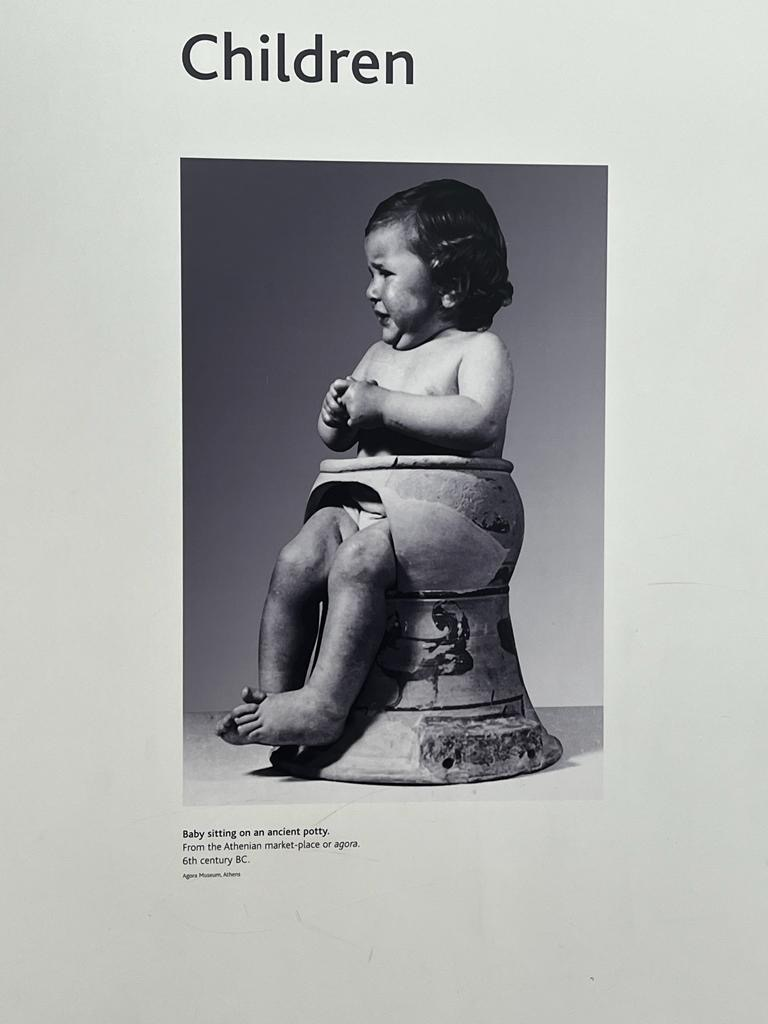 Children
Baby sitting on an ancient potty.
From the Athenian market-place or agora.
6th century BC.
Agora Museum, Athens